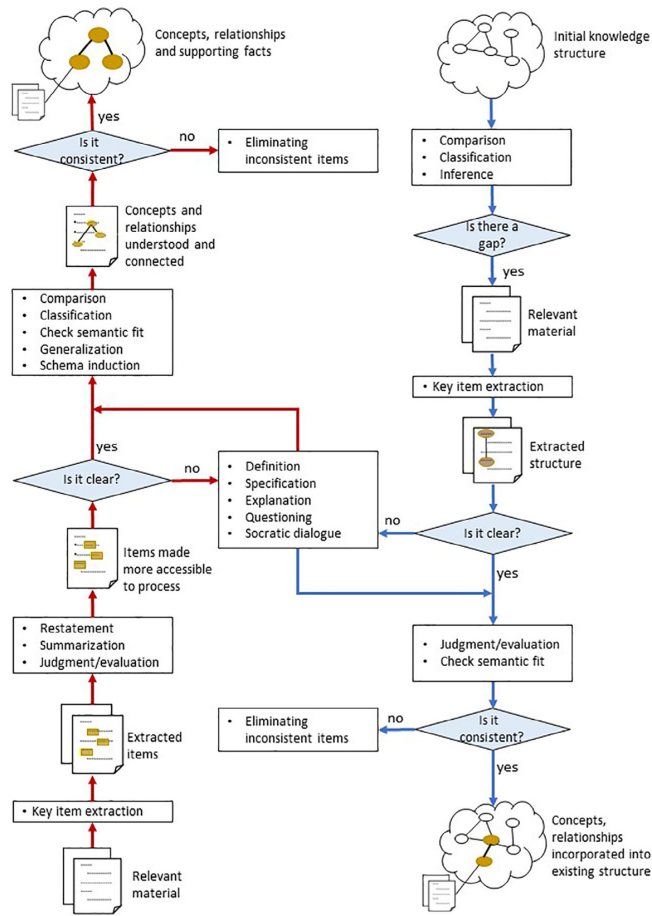 Concepts, relationships
and supporting facts
yes
Is it
consistent?
no
• Eliminating
inconsistent items
Concepts and
relationships
understood and
connected
• Comparison
• Classification
• Check semantic fit
• Generalization
• Schema induction
yes
Is it clear?
no
• Definition
• Specification
• Explanation
• Questioning
• Socratic dialogue
Items made
more accessible
to process
• Restatement
• Summarization
• Judgment/evaluation
Extracted
items
• Key item extraction
Relevant
material
Initial knowledge
structure
• Comparison
• Classification
• Inference
Is there a
gap?
yes
Relevant
material
• Key item extraction
Extracted
structure
no
Is it clear?
yes
• Judgment/evaluation
• Check semantic fit
• Eliminating
inconsistent items
no
Is it
consistent?
yes
Concepts,
relationships
incorporated into
existing structure